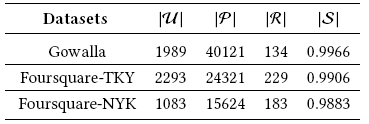 Datasets |𝒰| |𝒫| |ℛ| |𝒮|
Gowalla 1989 40121 134 0.9966
Foursquare-TKY 2293 24321 229 0.9906
Foursquare-NYK 1083 15624 183 0.9883